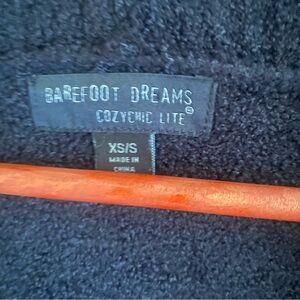 BAREFOOT DREAMS
COZYCHIC LITE®
XS/S
MADE IN
CHINA